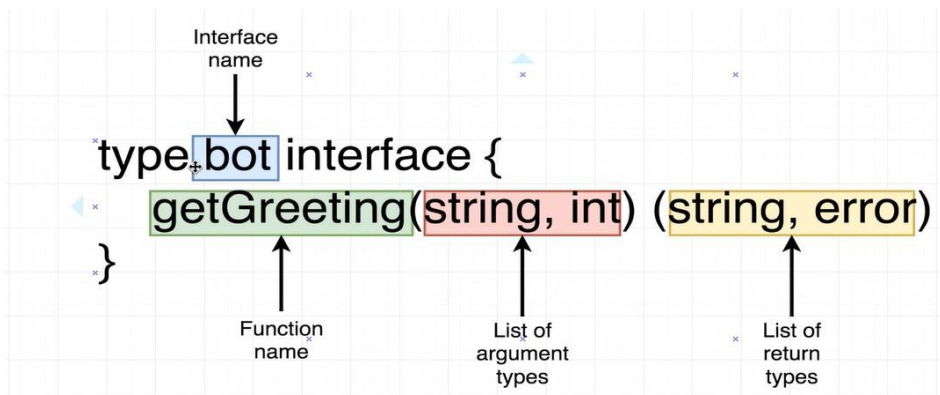 Interface
name
type bot interface {
getGreeting(string, int) (string, error)
}
Function
name
List of
argument
types
List of
return
types